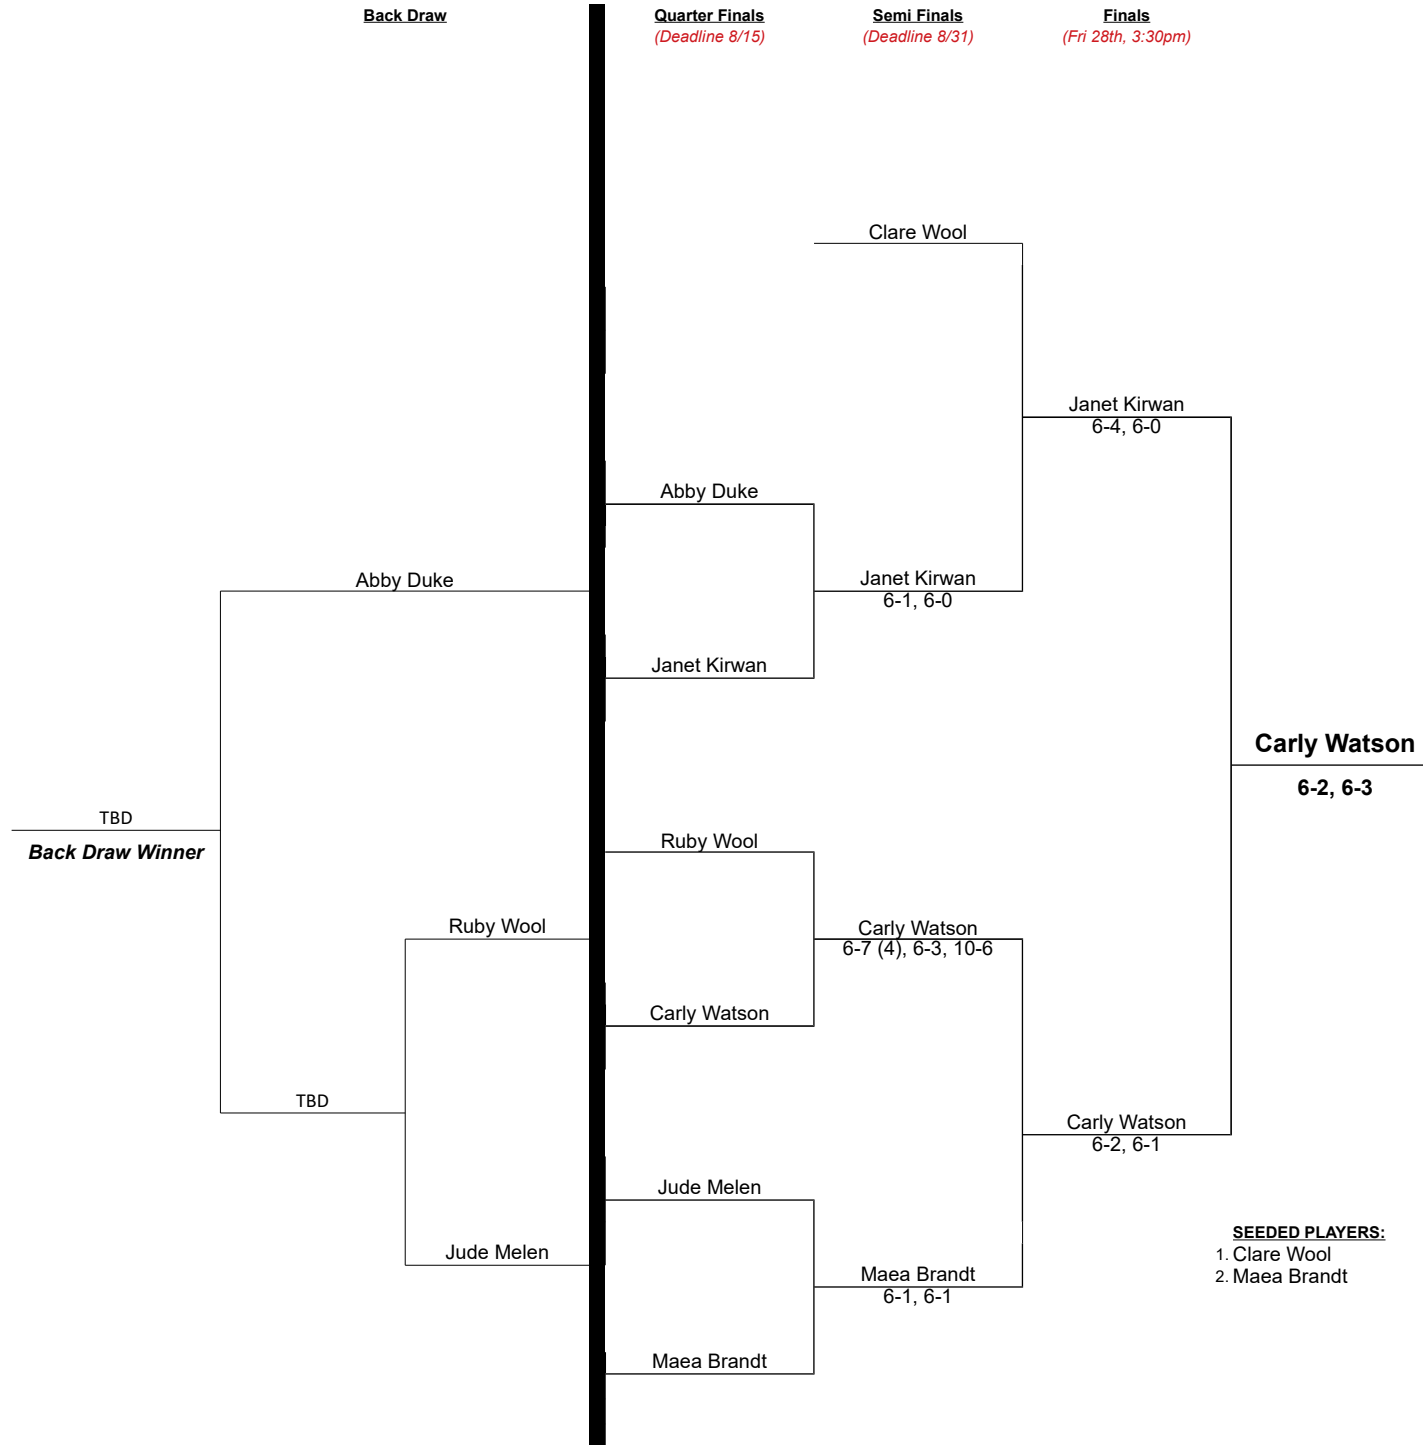 Back Draw
Quarter Finals
(Deadline 8/15)
Semi Finals
(Deadline 8/31)
Finals
(Fri 28th, 3:30pm)
Clare Wool
Janet Kirwan
6-4, 6-0
Abby Duke
Abby Duke
Janet Kirwan
6-1, 6-0
Janet Kirwan
Carly Watson
6-2, 6-3
TBD
Back Draw Winner
Ruby Wool
Ruby Wool
Carly Watson
6-7 (4), 6-3, 10-6
Carly Watson
TBD
Carly Watson
6-2, 6-1
Jude Melen
Jude Melen
Maea Brandt
6-1, 6-1
Maea Brandt
SEEDED PLAYERS:
1. Clare Wool
2. Maea Brandt